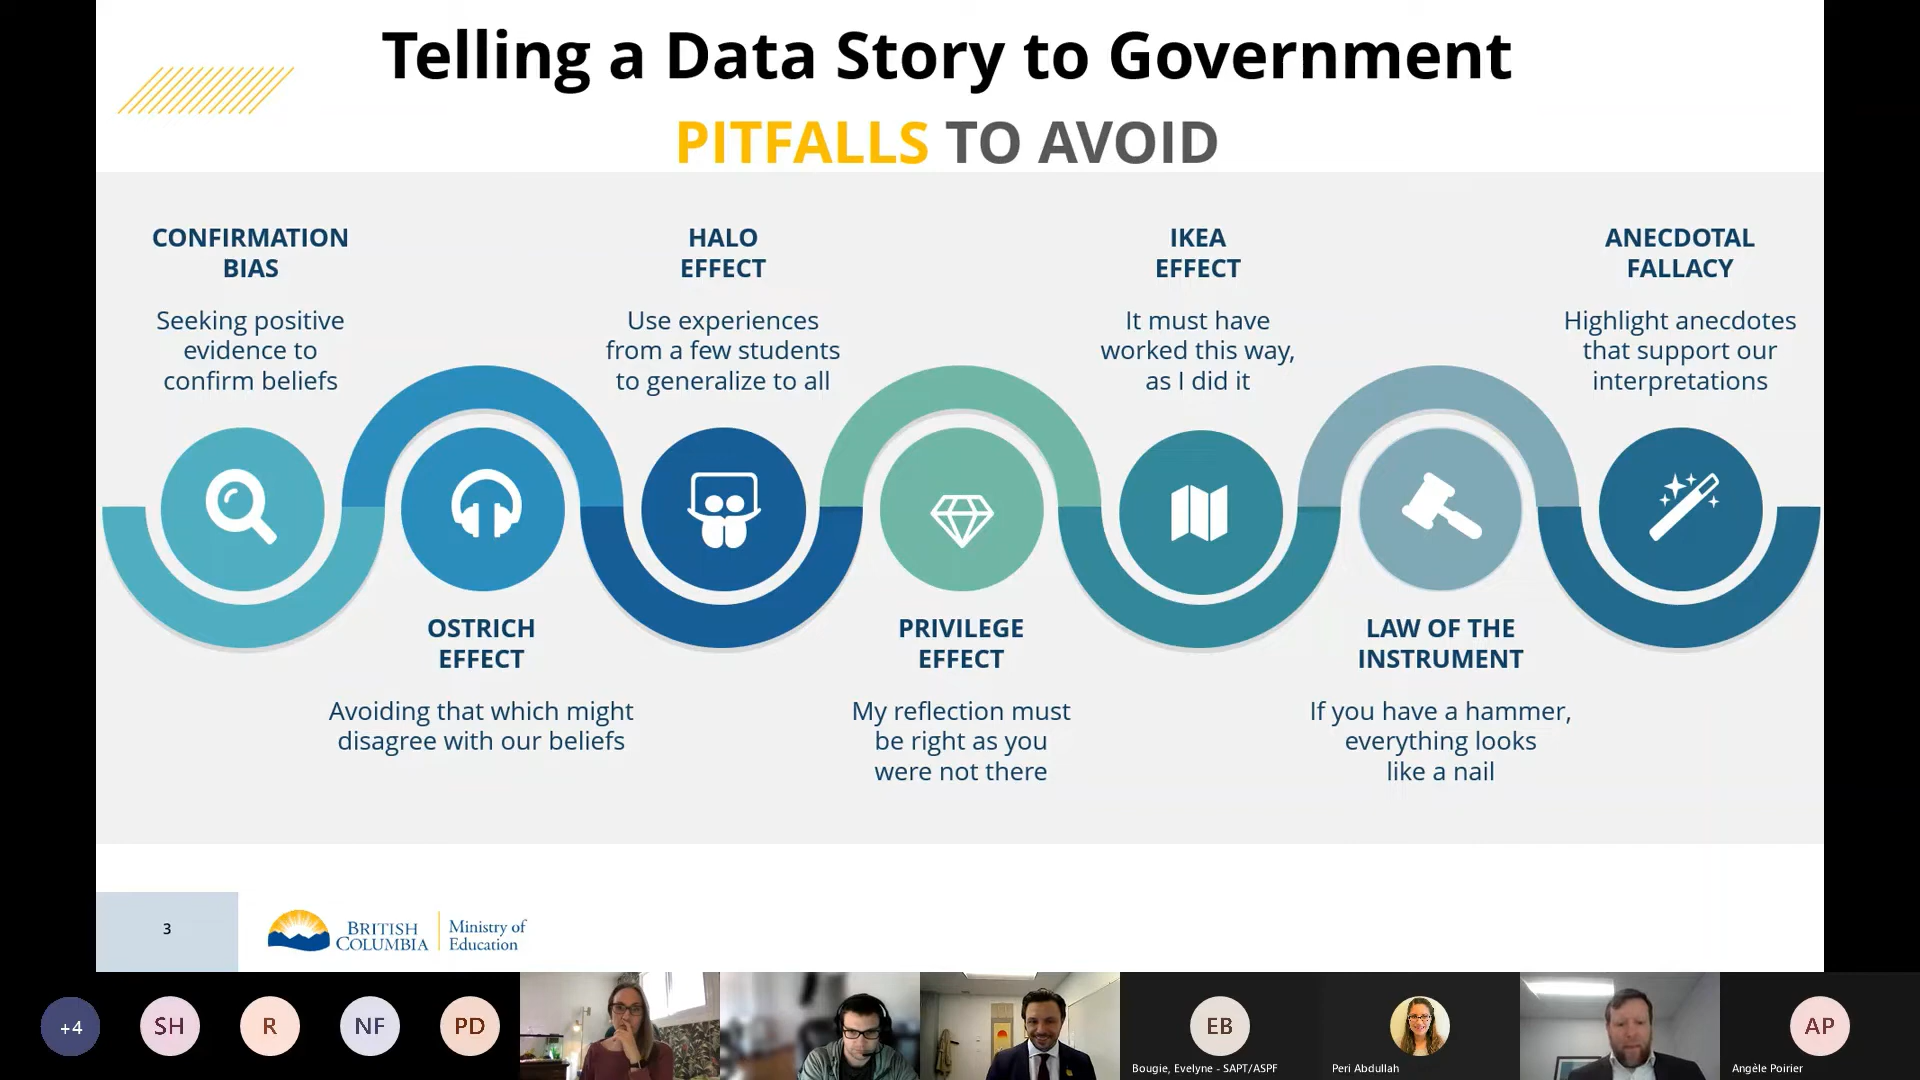 Telling a Data Story to Government
PITFALLS TO AVOID
CONFIRMATION
BIAS
Seeking positive
evidence to
confirm beliefs
OSTRICH
EFFECT
Avoiding that which might
disagree with our beliefs
HALO
EFFECT
Use experiences
from a few students
to generalize to all
PRIVILEGE
EFFECT
My reflection must
be right as you
were not there
IKEA
EFFECT
It must have
worked this way,
as I did it
LAW OF THE
INSTRUMENT
If you have a hammer,
everything looks
like a nail
ANECDOTAL
FALLACY
Highlight anecdotes
that support our
interpretations
3
BRITISH
COLUMBIA
Ministry of
Education
+4
SH
R
NF
PD
EB
Bougie, Evelyne - SAPT/ASPF
Peri Abdullah
AP
Angèle Poirier